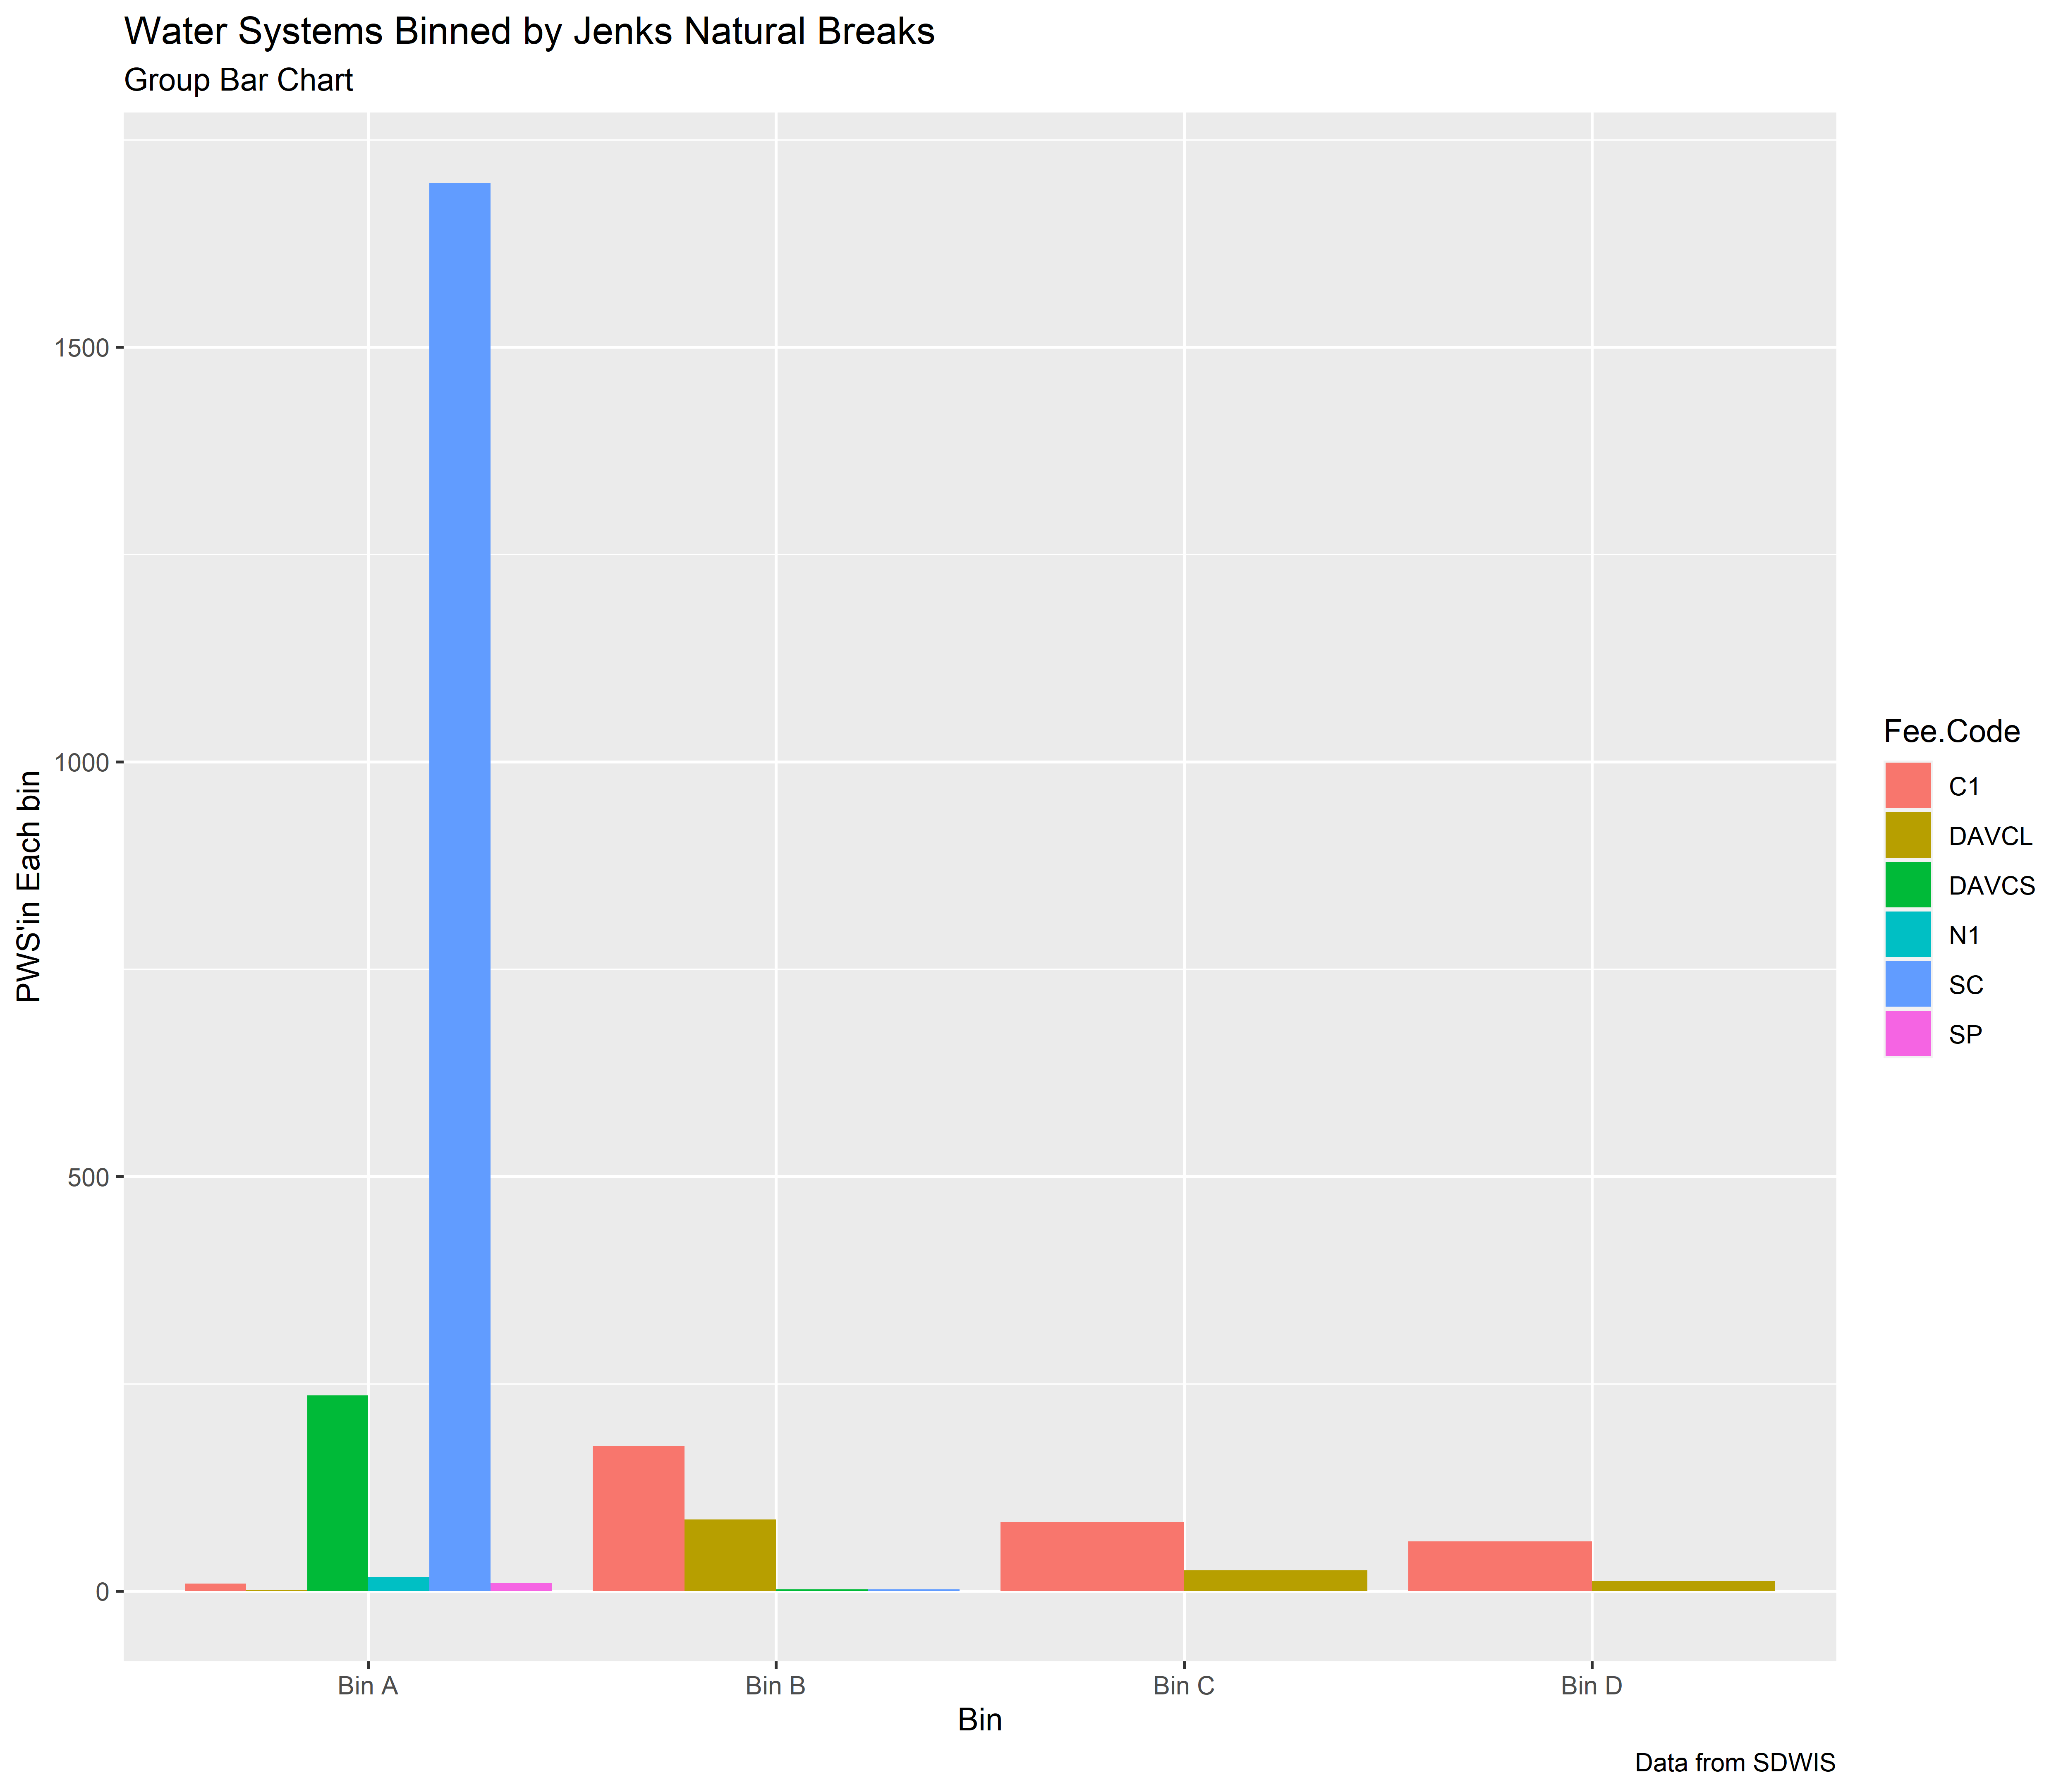 Water Systems Binned by Jenks Natural Breaks
Group Bar Chart
PWS'in Each bin
1500
1000
500
0
Bin A
Bin B
Bin C
Bin D
Bin
Fee.Code
C1
DAVCL
DAVCS
N1
SC
SP
Data from SDWIS